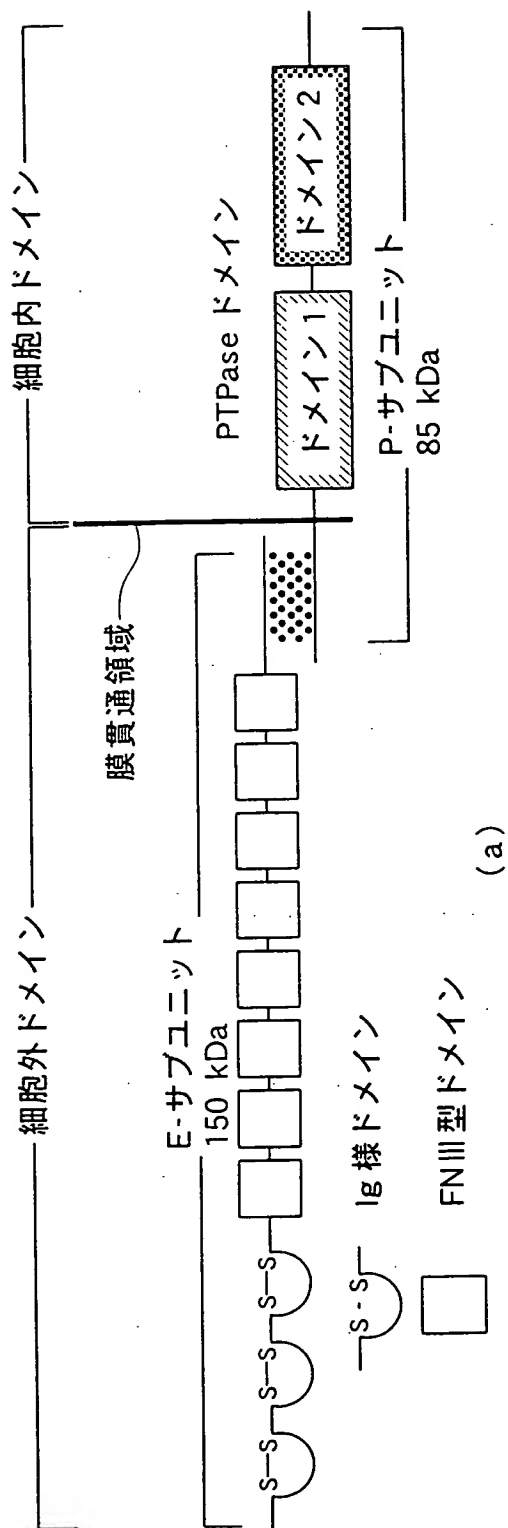 細胞外ドメイン
細胞内ドメイン
膜貫通領域
E-サブユニット
150 kDa
PTPase ドメイン
S-S
S-S
S-S
ドメイン1
ドメイン2
P-サブユニット
85 kDa
S-S
Ig 様ドメイン
FNIII型ドメイン
(a)